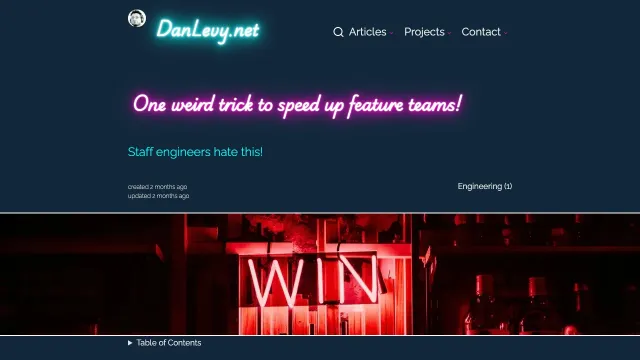 DanLevy.net
Articles
Projects
Contact
One weird trick to speed up feature teams!
Staff engineers hate this!
created 2 months ago
updated 2 months ago
Engineering (1)
WIN
Table of Contents